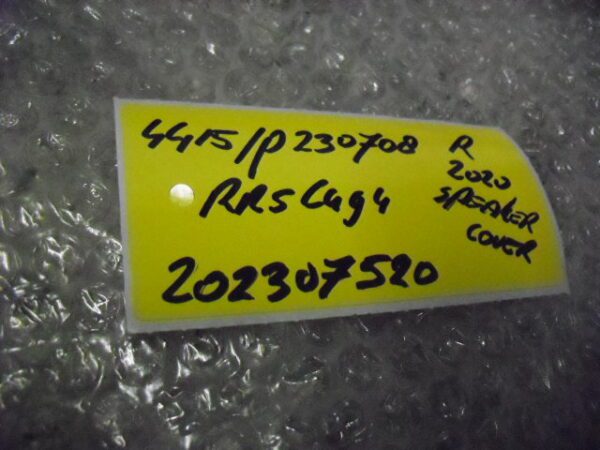 4415/P230708
RRS L494
202307520
R
2020
SPEAKER
COVER